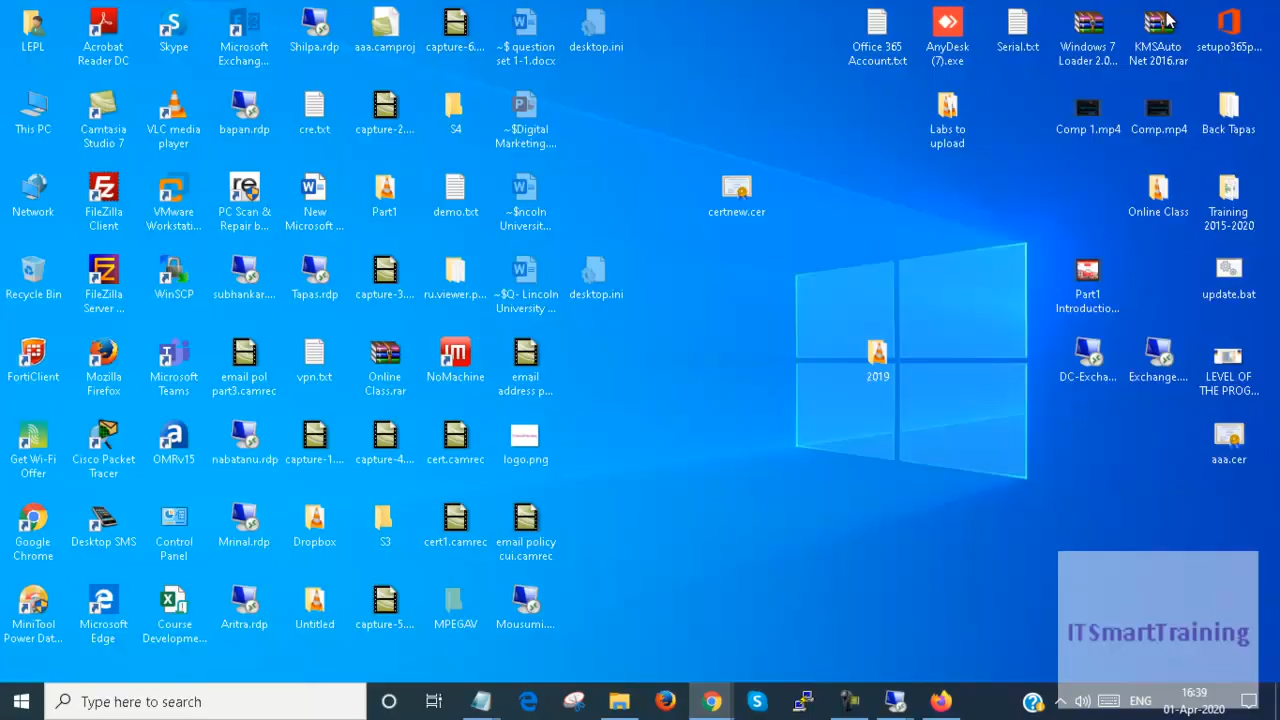 LEPL
Acrobat
Reader DC
Skype
Microsoft
Exchang...
Shilpa.rdp
aaa.camproj
capture-6....
~$ question
set 1-1.docx
desktop.ini
Office 365
Account.txt
AnyDesk
(7).exe
Serial.txt
Windows 7
Loader 2.0...
KMSAuto
Net 2016.rar
setupo365p...
This PC
Camtasia
Studio 7
VLC media
player
bapan.rdp
cre.txt
capture-2....
S4
~$Digital
Marketing....
Labs to
upload
Comp 1.mp4
Comp.mp4
Back Tapas
Network
FileZilla
Client
VMware
Workstati...
PC Scan &
Repair b...
New
Microsoft ...
Part1
demo.txt
~$ncoln
Universit...
certnew.cer
Online Class
Training
2015-2020
Recycle Bin
FileZilla
Server ...
WinSCP
subhankar....
Tapas.rdp
capture-3....
ru.viewer.p...
~$Q- Lincoln
University ...
desktop.ini
Part1
Introductio...
update.bat
FortiClient
Mozilla
Firefox
Microsoft
Teams
email pol
part3.camrec
vpn.txt
Online
Class.rar
NoMachine
email
address p...
2019
DC-Excha...
Exchange....
LEVEL OF
THE PROG...
Get Wi-Fi
Offer
Cisco Packet
Tracer
OMRv15
nabatanu.rdp
capture-1....
capture-4....
cert.camrec
logo.png
aaa.cer
Google
Chrome
Desktop SMS
Control
Panel
Mrinal.rdp
Dropbox
S3
cert1.camrec
email policy
cui.camrec
MiniTool
Power Dat...
Microsoft
Edge
Course
Developme...
Aritra.rdp
Untitled
capture-5....
MPEGAV
Mousumi....
ITSmartTraining
Type here to search
ENG
16:39
01-Apr-2020